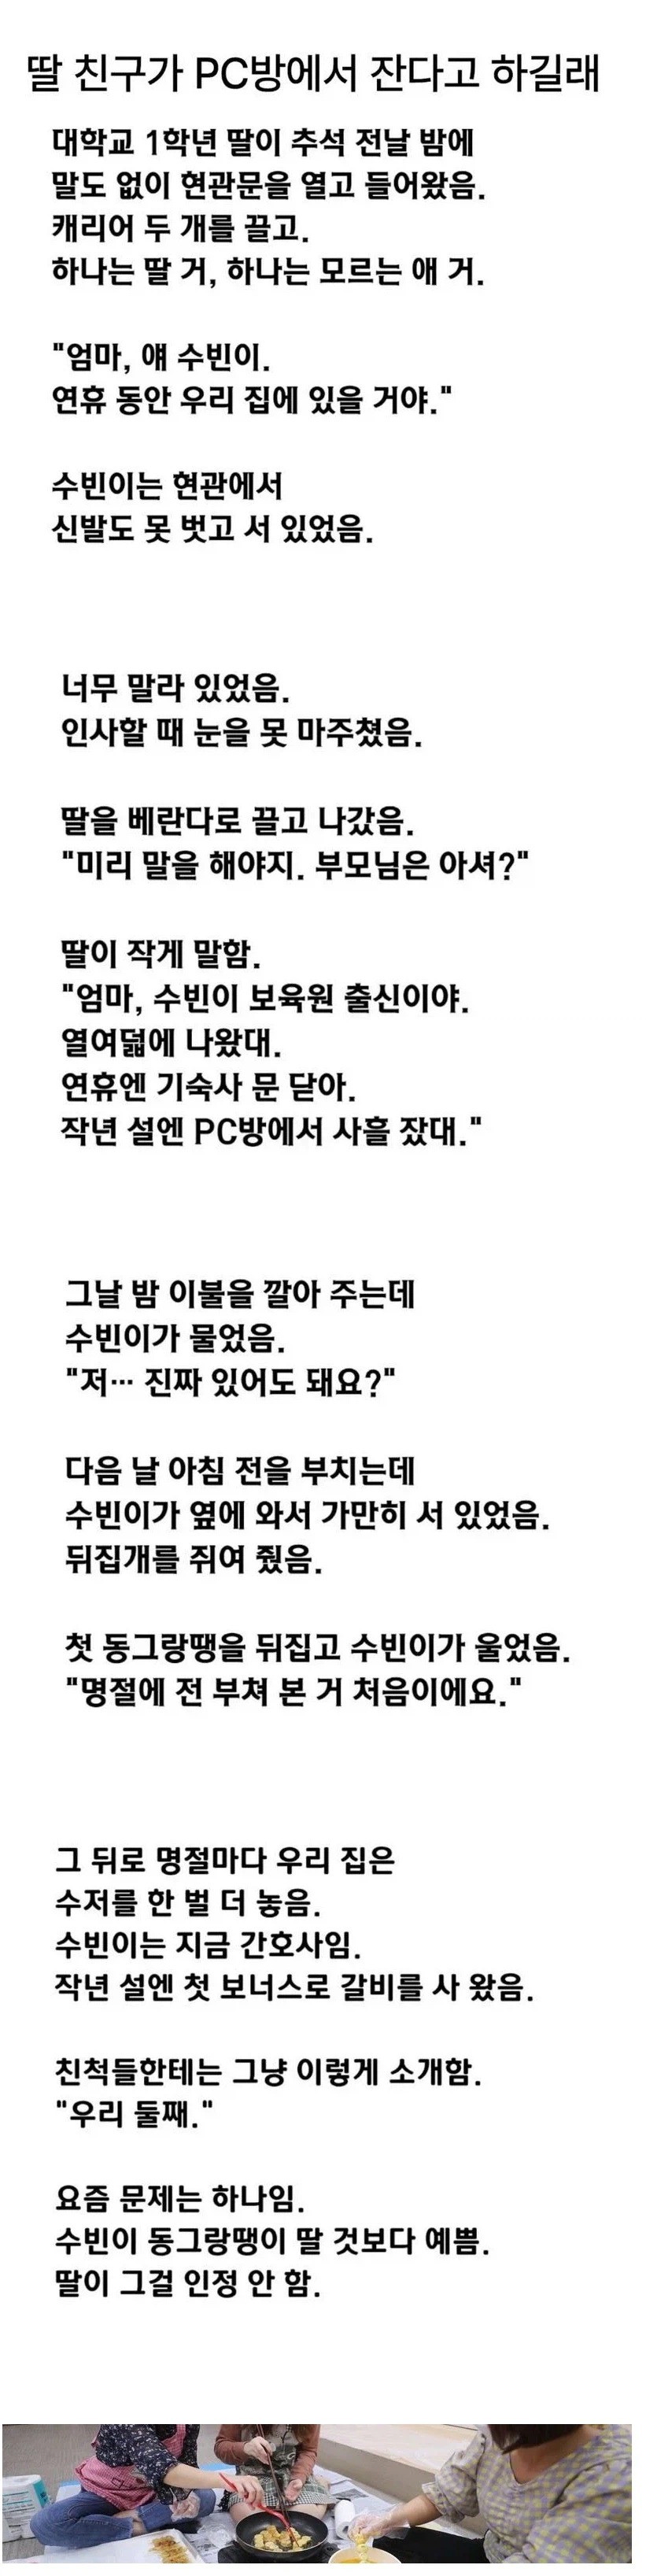 딸 친구가 PC방에서 잔다고 하길래
대학교 1학년 딸이 추석 전날 밤에
말도 없이 현관문을 열고 들어왔음.
캐리어 두 개를 끌고.
하나는 딸 거, 하나는 모르는 애 거.
"엄마, 얘 수빈이.
연휴 동안 우리 집에 있을 거야."
수빈이는 현관에서
신발도 못 벗고 서 있었음.
너무 말라 있었음.
인사할 때 눈을 못 마주쳤음.
딸을 베란다로 끌고 나갔음.
"미리 말을 해야지. 부모님은 아셔?"
딸이 작게 말함.
"엄마, 수빈이 보육원 출신이야.
열여덟에 나왔대.
연휴엔 기숙사 문 닫아.
작년 설엔 PC방에서 사흘 잤대."
그날 밤 이불을 깔아 주는데
수빈이가 물었음.
"저… 진짜 있어도 돼요?"
다음 날 아침 전을 부치는데
수빈이가 옆에 와서 가만히 서 있었음.
뒤집개를 쥐여 줬음.
첫 동그랑땡을 뒤집고 수빈이가 울었음.
"명절에 전 부쳐 본 거 처음이에요."
그 뒤로 명절마다 우리 집은
수저를 한 벌 더 놓음.
수빈이는 지금 간호사임.
작년 설엔 첫 보너스로 갈비를 사 왔음.
친척들한테는 그냥 이렇게 소개함.
"우리 둘째."
요즘 문제는 하나임.
수빈이 동그랑땡이 딸 것보다 예쁨.
딸이 그걸 인정 안 함.